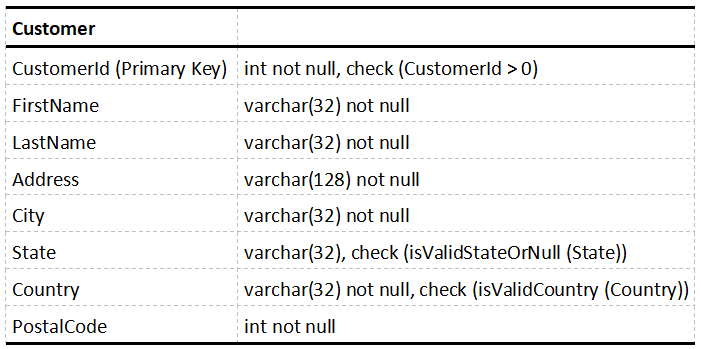 Customer
CustomerId (Primary Key) int not null, check (CustomerId > 0)
FirstName varchar(32) not null
LastName varchar(32) not null
Address varchar(128) not null
City varchar(32) not null
State varchar(32), check (isValidStateOrNull (State))
Country varchar(32) not null, check (isValidCountry (Country))
PostalCode int not null